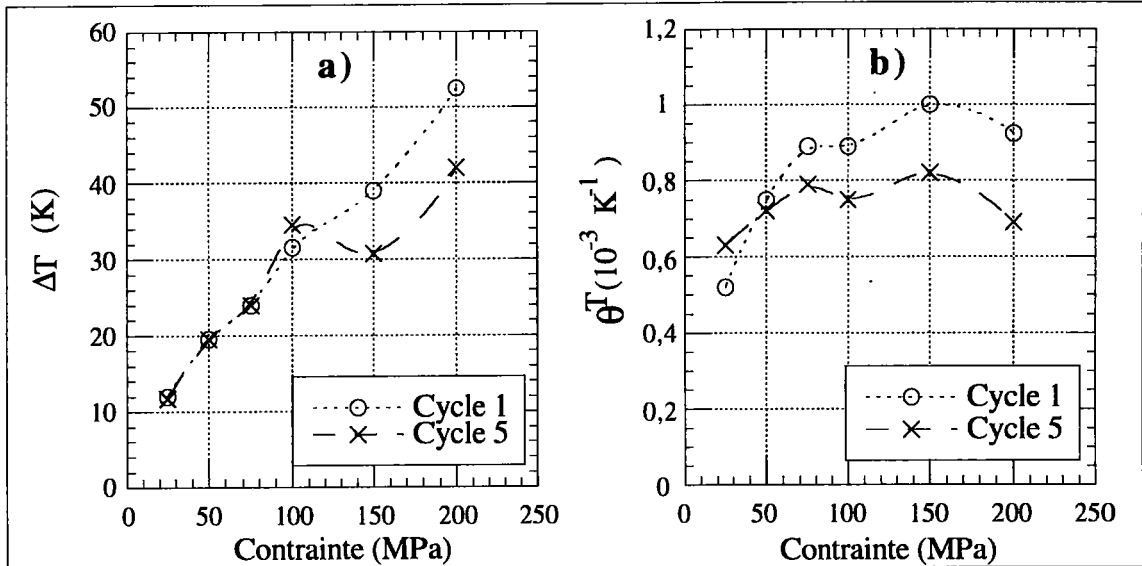 a)
60
50
40
30
20
10
0
ΔT (K)
0 50 100 150 200 250
Contrainte (MPa)
Cycle 1
Cycle 5
b)
1,2
1
0,8
0,6
0,4
0,2
0
θᵀ(10⁻³ K⁻¹)
0 50 100 150 200 250
Contrainte (MPa)
Cycle 1
Cycle 5